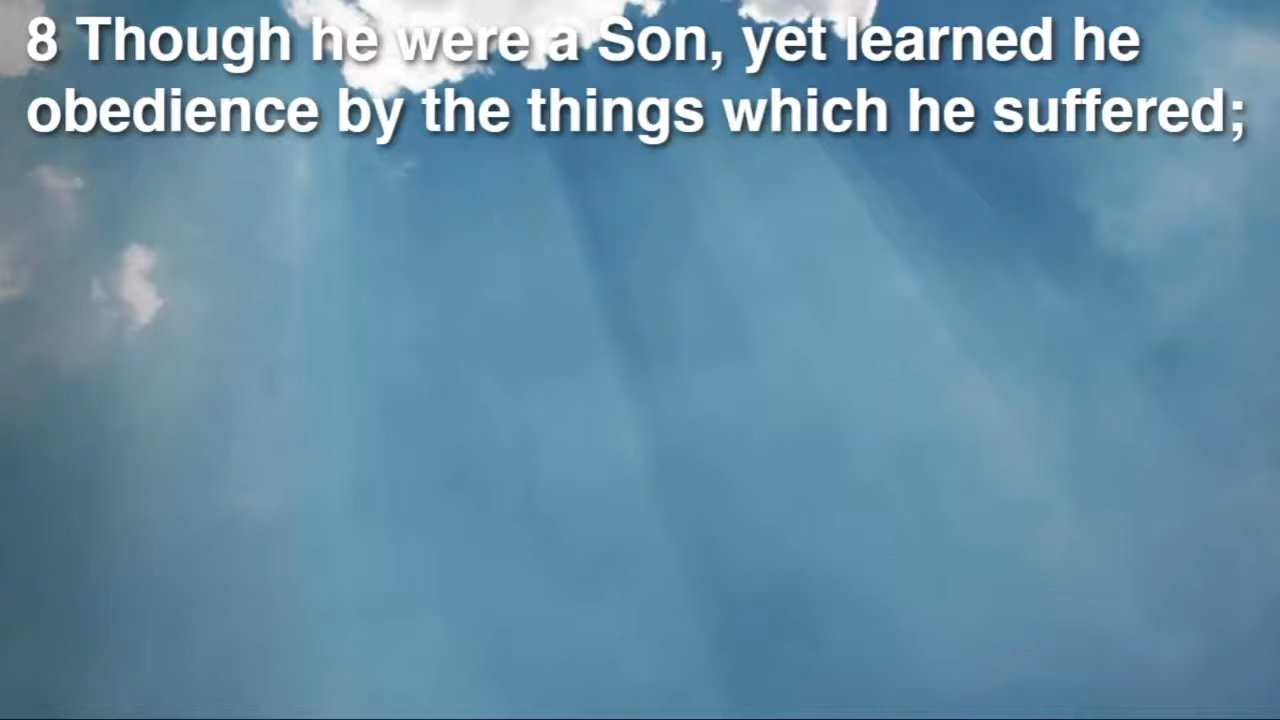 8 Though he were a Son, yet learned he
obedience by the things which he suffered;